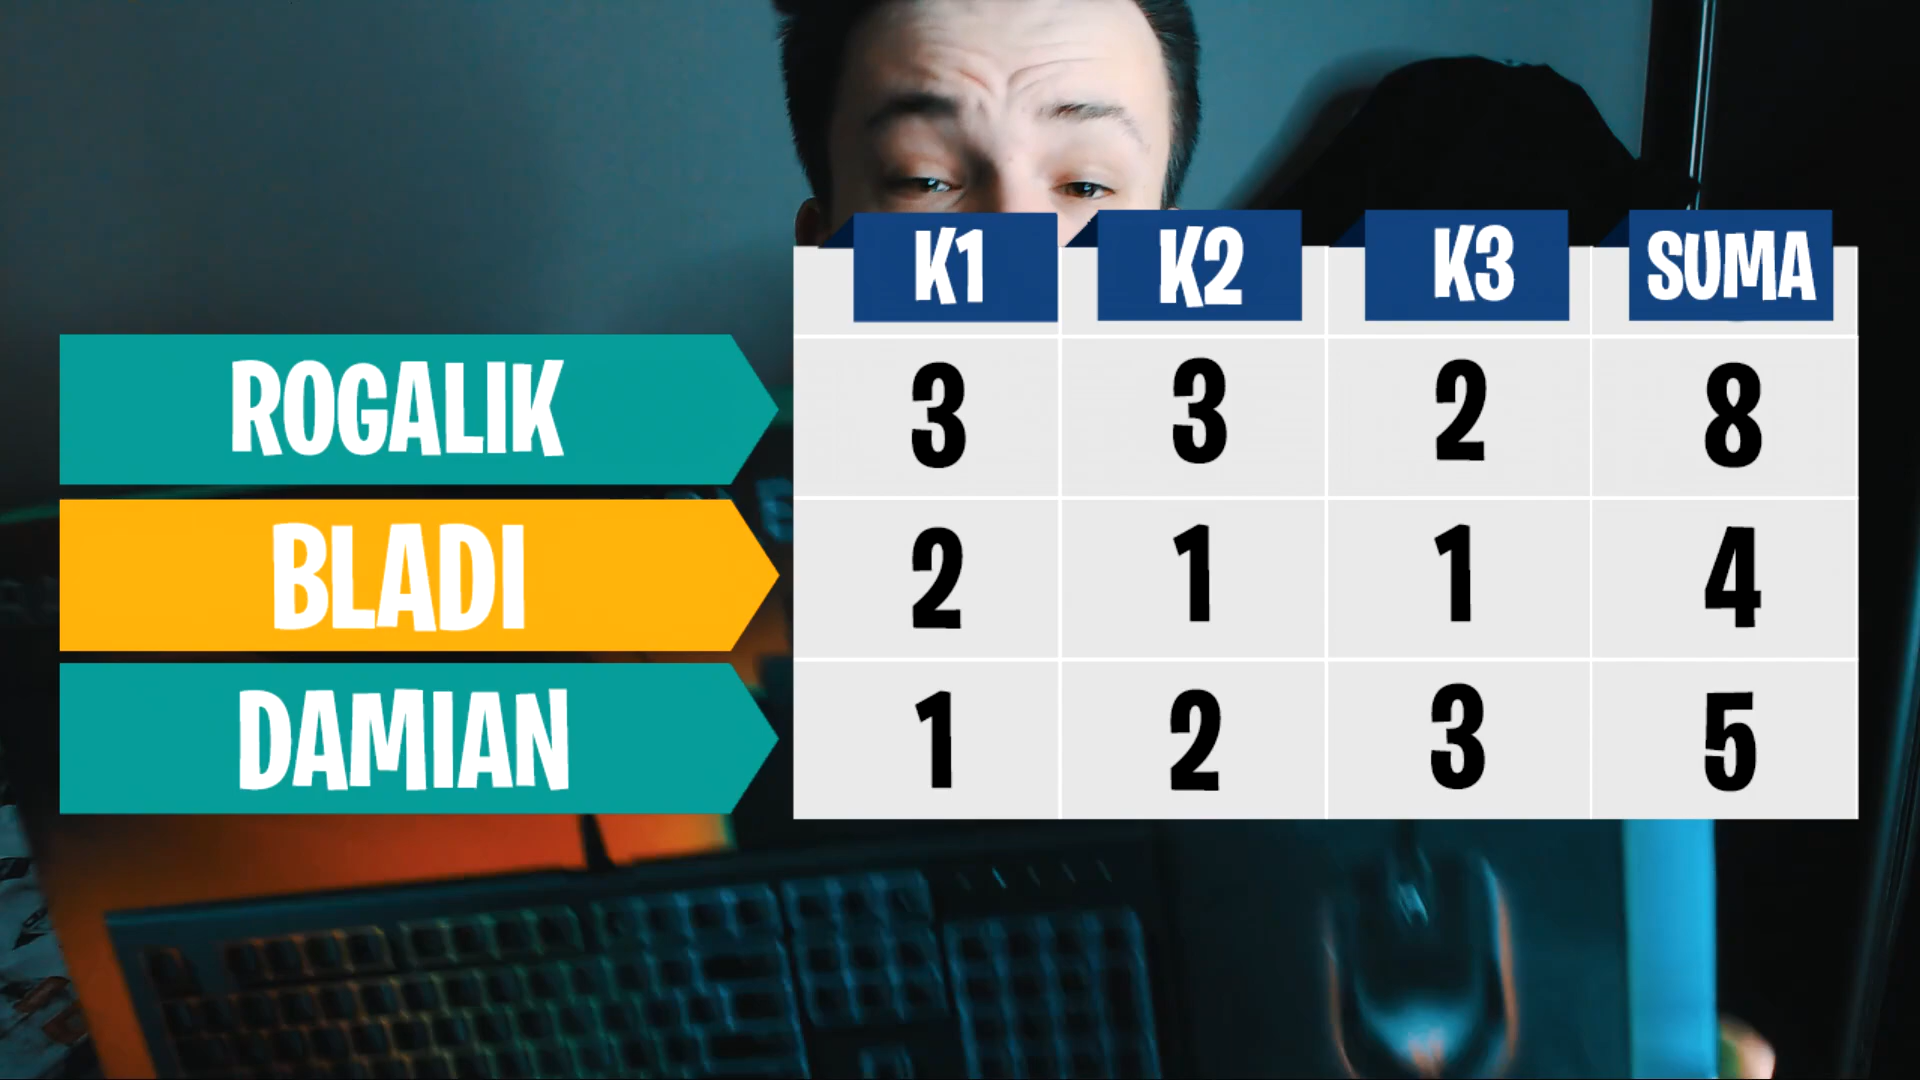 K1 K2 K3 SUMA
ROGALIK 3 3 2 8
BLADI 2 1 1 4
DAMIAN 1 2 3 5